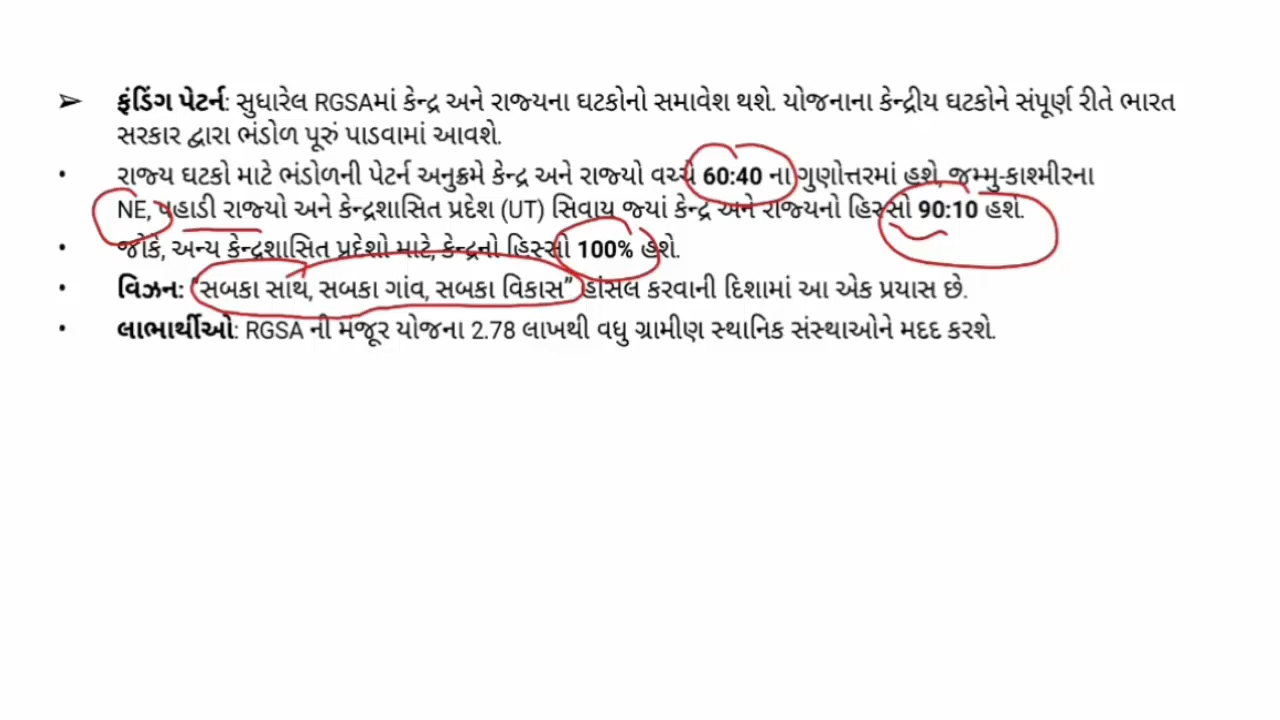 ➢ ફંડિંગ પેટર્ન: સુધારેલ RGSAમાં કેન્દ્ર અને રાજ્યના ઘટકોનો સમાવેશ થશે. યોજનાના કેન્દ્રીય ઘટકોને સંપૂર્ણ રીતે ભારત
સરકાર દ્વારા ભંડોળ પૂરું પાડવામાં આવશે.
• રાજ્ય ઘટકો માટે ભંડોળની પેટર્ન અનુક્રમે કેન્દ્ર અને રાજ્યો વચ્ચે 60:40 ના ગુણોત્તરમાં હશે, જમ્મુ-કાશ્મીરના
NE, પહાડી રાજ્યો અને કેન્દ્રશાસિત પ્રદેશ (UT) સિવાય જ્યાં કેન્દ્ર અને રાજ્યનો હિસ્સો 90:10 હશે.
• જોકે, અન્ય કેન્દ્રશાસિત પ્રદેશો માટે, કેન્દ્રનો હિસ્સો 100% હશે.
• વિઝન: “સબકા સાથ, સબકા ગાંવ, સબકા વિકાસ” હાંસલ કરવાની દિશામાં આ એક પ્રયાસ છે.
• લાભાર્થીઓ: RGSA ની મંજૂર યોજના 2.78 લાખથી વધુ ગ્રામીણ સ્થાનિક સંસ્થાઓને મદદ કરશે.